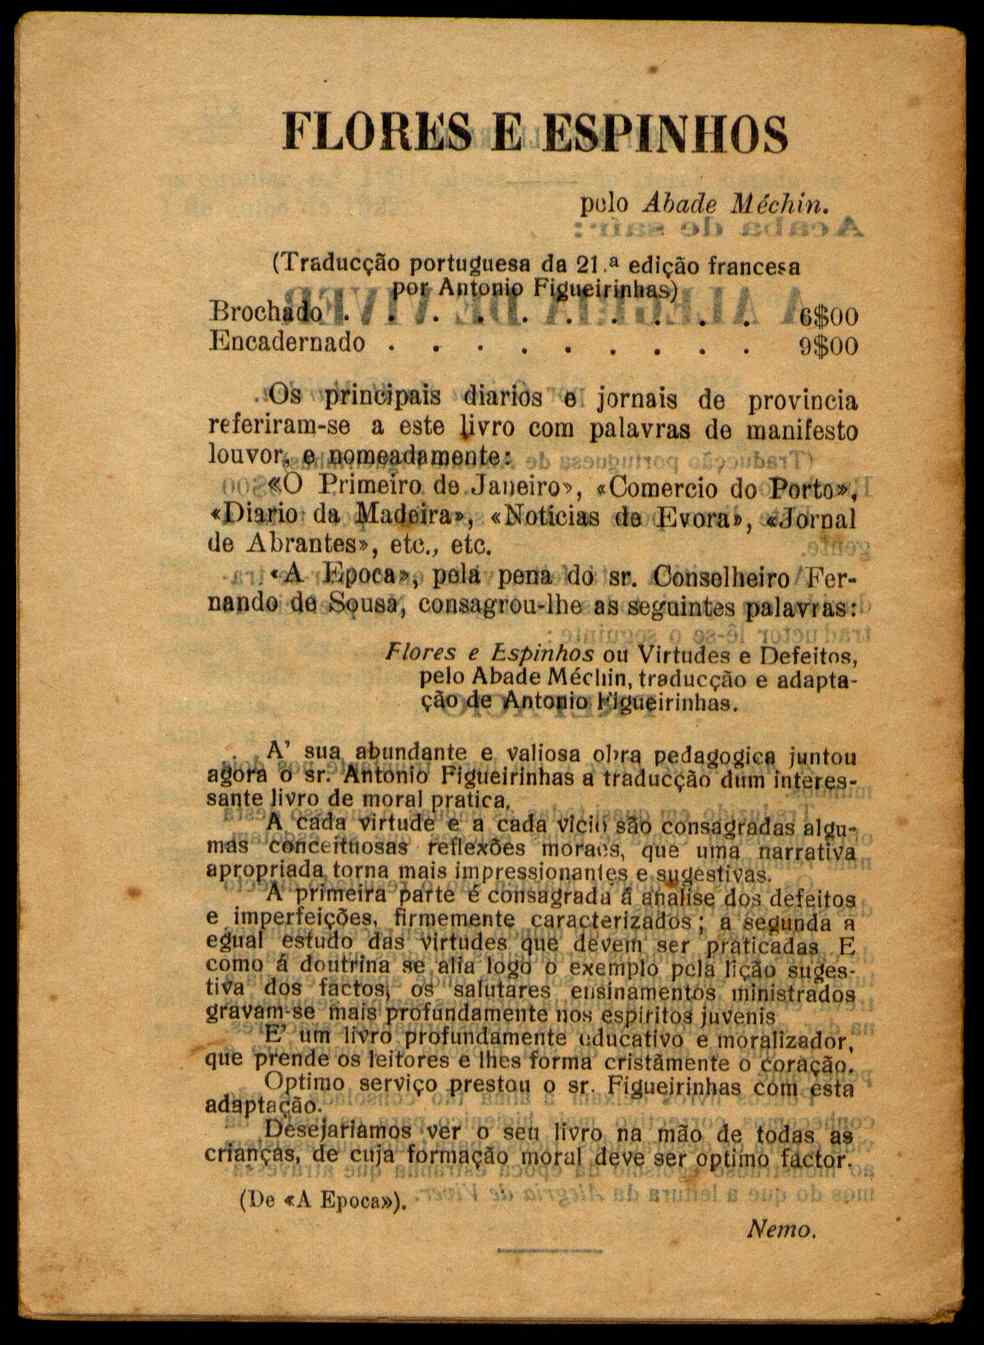 FLORES E ESPINHOS
pelo Abade Méchin.
(Traducção portuguesa da 21.ª edição francesa
por Antonio Figueirinhas)
Brochado . . . . . . . . . . 6$00
Encadernado . . . . . . . . . 9$00
Os principais diarios e jornais de provincia
referiram-se a este livro com palavras de manifesto
louvor, e nomeadamente:
«O Primeiro de Janeiro», «Comercio do Porto»,
«Diario da Madeira», «Noticias de Evora», «Jornal
de Abrantes», etc., etc.
«A Epoca», pela pena do sr. Conselheiro Fer-
nando de Sousa, consagrou-lhe as seguintes palavras:
Flores e Espinhos ou Virtudes e Defeitos,
pelo Abade Méchin, traducção e adapta-
ção de Antonio Figueirinhas.
A' sua abundante e valiosa obra pedagogica juntou
agora o sr. Antonio Figueirinhas a traducção dum interes-
sante livro de moral pratica.
A cada virtude e a cada vicio são consagradas algu-
mas conceituosas reflexões moraes, que uma narrativa
apropriada torna mais impressionantes e sugestivas.
A primeira parte é consagrada á analise dos defeitos
e imperfeições, firmemente caracterizados; a segunda a
egual estudo das virtudes que devem ser praticadas. E
como á doutrina se alia logo o exemplo pela lição suges-
tiva dos factos, os salutares ensinamentos ministrados
gravam-se mais profundamente nos espiritos juvenis
E' um livro profundamente educativo e moralizador,
que prende os leitores e lhes forma cristãmente o coração.
Optimo serviço prestou o sr. Figueirinhas com esta
adaptação.
Desejariamos ver o seu livro na mão de todas as
crianças, de cuja formação moral deve ser optimo factor.
(De «A Epoca»).
Nemo.